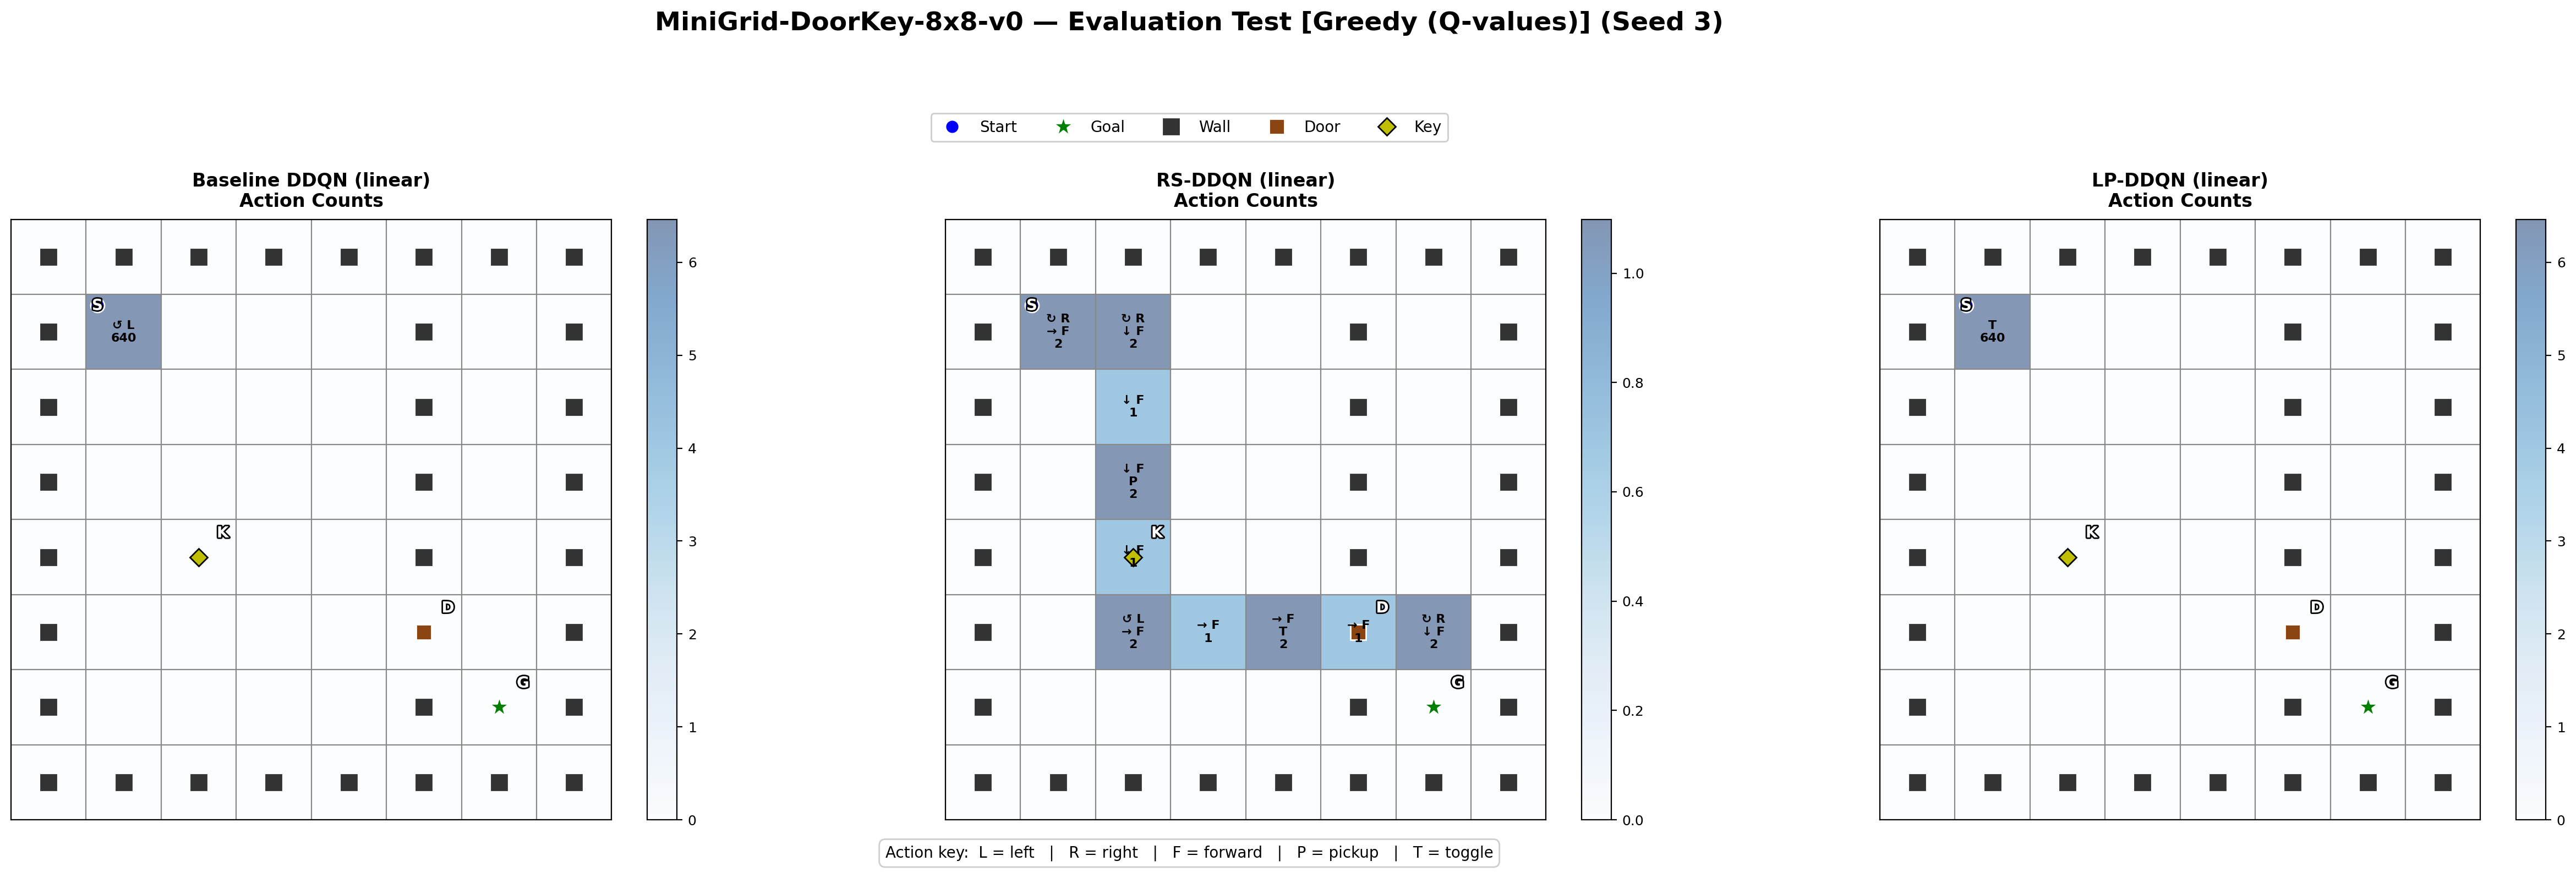 MiniGrid-DoorKey-8x8-v0 — Evaluation Test [Greedy (Q-values)] (Seed 3)
Start Goal Wall Door Key
Baseline DDQN (linear)
Action Counts
S
↺ L
640
K
D
G
6
5
4
3
2
1
0
RS-DDQN (linear)
Action Counts
S
↻ R
→ F
2
↻ R
↓ F
2
↓ F
1
↓ F
P
2
K
↓ F
1
↺ L
→ F
2
→ F
1
→ F
T
2
D
→ F
1
↻ R
↓ F
2
G
1.0
0.8
0.6
0.4
0.2
0.0
LP-DDQN (linear)
Action Counts
S
T
640
K
D
G
6
5
4
3
2
1
0
Action key: L = left | R = right | F = forward | P = pickup | T = toggle